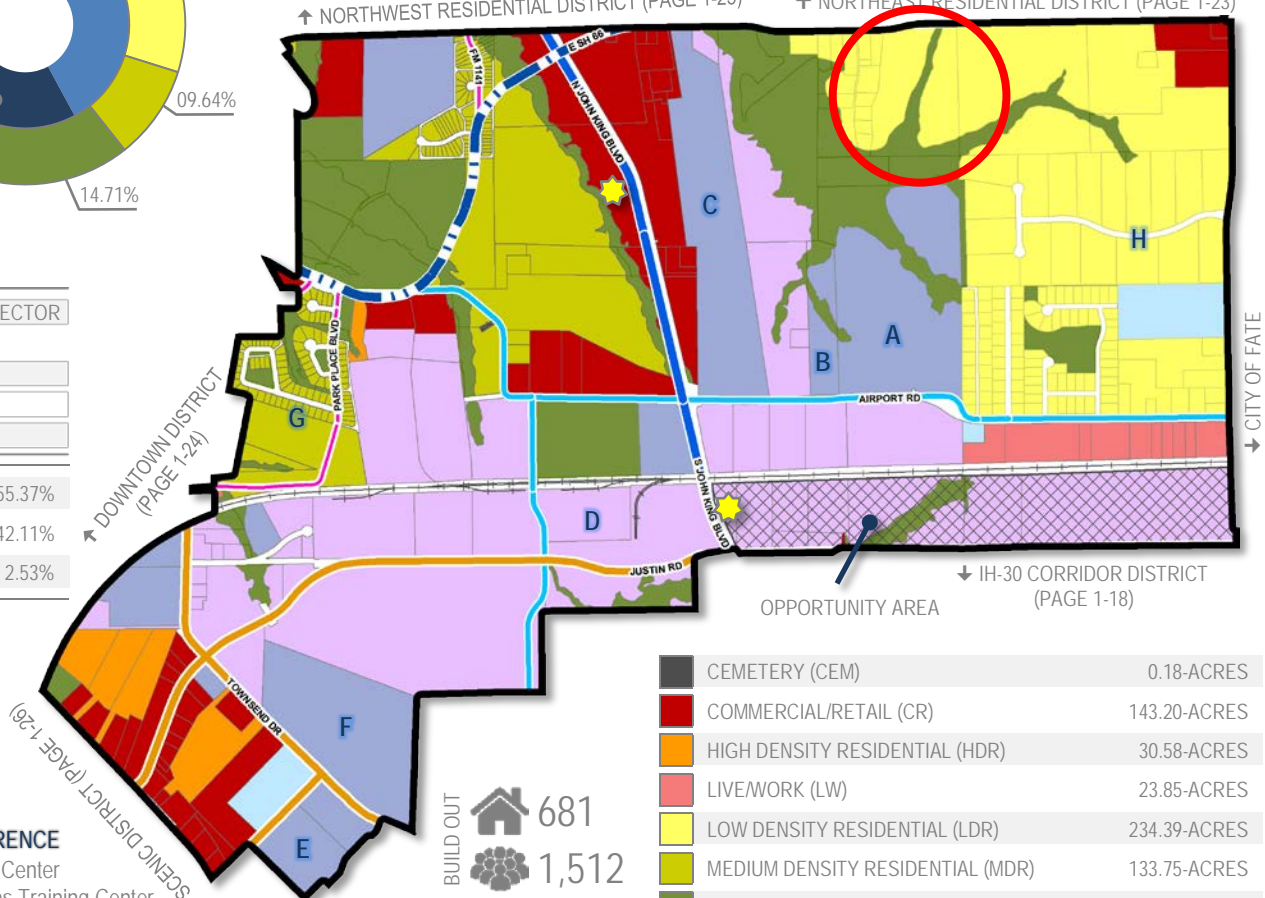 ↑ NORTHWEST RESIDENTIAL DISTRICT (PAGE 1-25)
↑ NORTHEAST RESIDENTIAL DISTRICT (PAGE 1-23)
09.64%
14.71%
ECTOR
55.37%
42.11%
2.53%
E SH 66
FM 1141
N JOHN KING BLVD
C
H
A
B
AIRPORT RD
PARK PLACE BLVD
G
→ CITY OF FATE
← DOWNTOWN DISTRICT
(PAGE 1-24)
D
S JOHN KING BLVD
JUSTIN RD
OPPORTUNITY AREA
↓ IH-30 CORRIDOR DISTRICT
(PAGE 1-18)
TOWNSEND DR
F
E
SCENIC DISTRICT (PAGE 1-26)
RENCE
Center
Training Center
BUILD OUT
681
1,512
CEMETERY (CEM) 0.18-ACRES
COMMERCIAL/RETAIL (CR) 143.20-ACRES
HIGH DENSITY RESIDENTIAL (HDR) 30.58-ACRES
LIVE/WORK (LW) 23.85-ACRES
LOW DENSITY RESIDENTIAL (LDR) 234.39-ACRES
MEDIUM DENSITY RESIDENTIAL (MDR) 133.75-ACRES